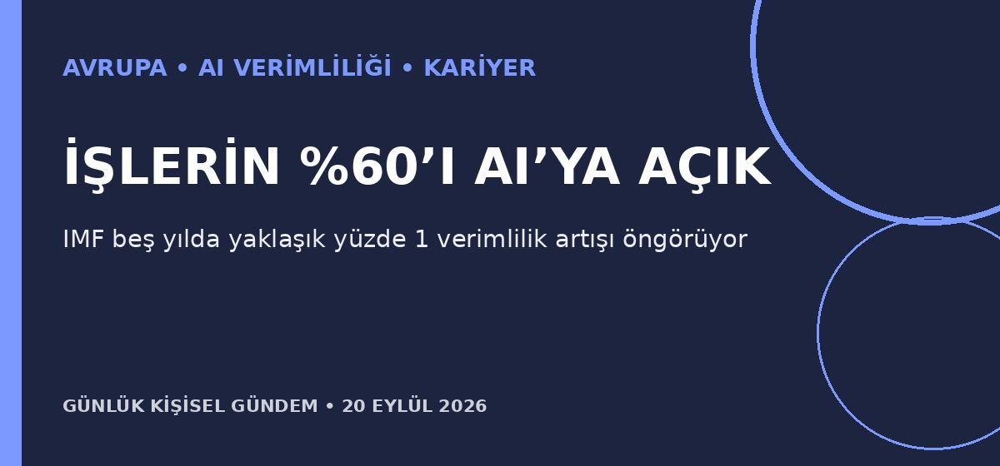 AVRUPA • AI VERİMLİLİĞİ • KARİYER
İŞLERİN %60’I AI’YA AÇIK
IMF beş yılda yaklaşık yüzde 1 verimlilik artışı öngörüyor
GÜNLÜK KİŞİSEL GÜNDEM • 20 EYLÜL 2026